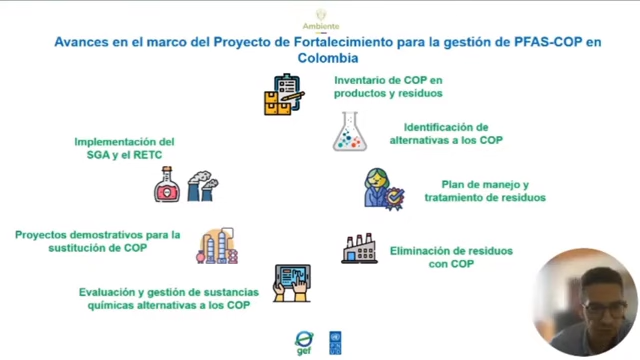 Ambiente
Avances en el marco del Proyecto de Fortalecimiento para la gestión de PFAS-COP en
Colombia
Inventario de COP en
productos y residuos
Identificación de
alternativas a los COP
Implementación del
SGA y el RETC
Plan de manejo y
tratamiento de residuos
Proyectos demostrativos para la
sustitución de COP
Eliminación de residuos
con COP
Evaluación y gestión de sustancias
químicas alternativas a los COP
gef